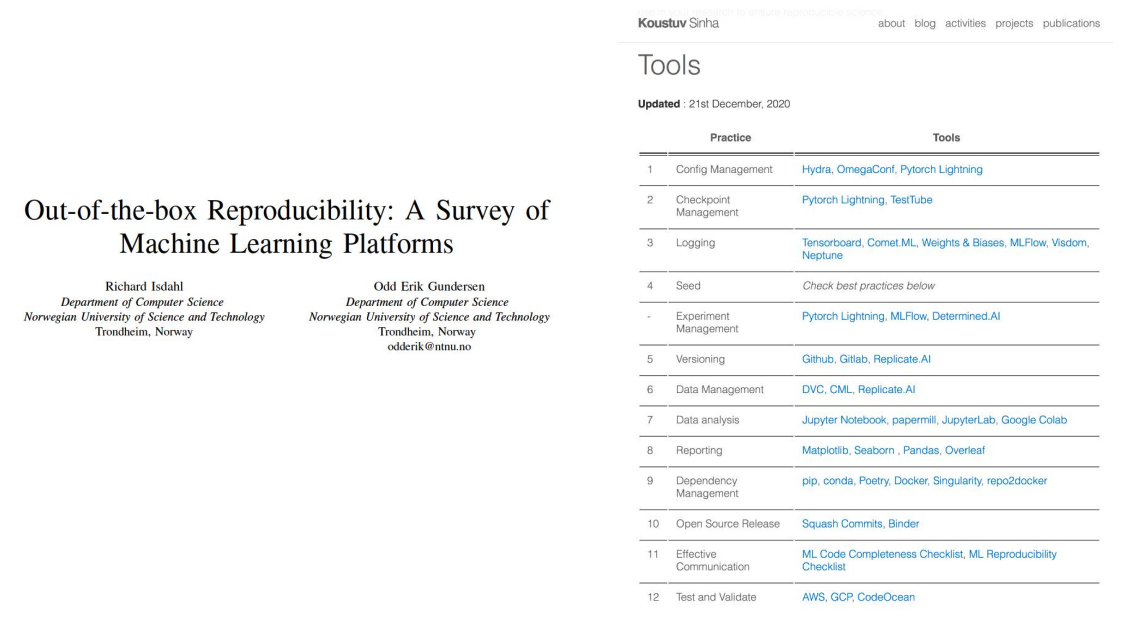 Out-of-the-box Reproducibility: A Survey of
Machine Learning Platforms
Richard Isdahl
Department of Computer Science
Norwegian University of Science and Technology
Trondheim, Norway
Odd Erik Gundersen
Department of Computer Science
Norwegian University of Science and Technology
Trondheim, Norway
odderik@ntnu.no
Koustuv Sinha
about blog activities projects publications
Tools
Updated : 21st December, 2020
Practice Tools
1 Config Management Hydra, OmegaConf, Pytorch Lightning
2 Checkpoint Pytorch Lightning, TestTube
Management
3 Logging Tensorboard, Comet.ML, Weights & Biases, MLFlow, Visdom,
Neptune
4 Seed Check best practices below
- Experiment Pytorch Lightning, MLFlow, Determined.AI
Management
5 Versioning Github, Gitlab, Replicate.AI
6 Data Management DVC, CML, Replicate.AI
7 Data analysis Jupyter Notebook, papermill, JupyterLab, Google Colab
8 Reporting Matplotlib, Seaborn , Pandas, Overleaf
9 Dependency pip, conda, Poetry, Docker, Singularity, repo2docker
Management
10 Open Source Release Squash Commits, Binder
11 Effective ML Code Completeness Checklist, ML Reproducibility
Communication Checklist
12 Test and Validate AWS, GCP, CodeOcean